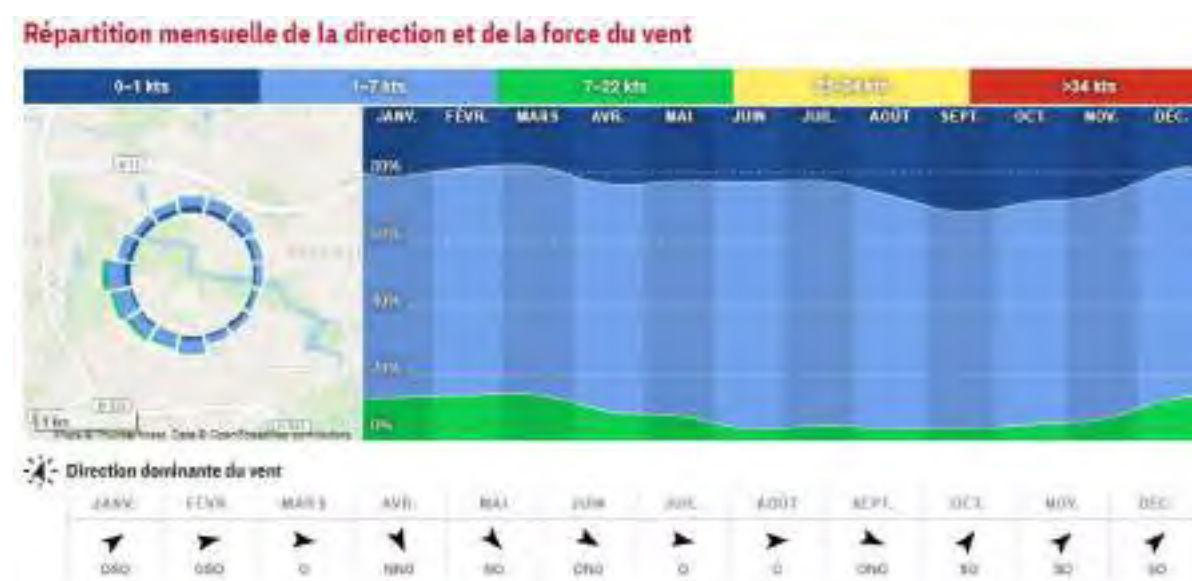 Répartition mensuelle de la direction et de la force du vent
0-1 kts 1-7 kts 7-22 kts >34 kts
JANV. FÉVR. MARS AVR. MAI JUIN JUIL. AOÛT SEPT. OCT. NOV. DÉC.
80%
60%
40%
20%
0%
Direction dominante du vent
JANV. FÉVR. MARS AVR. MAI JUIN JUIL. AOÛT SEPT. OCT. NOV. DÉC.
OSO OSO O NNO NO ONO O O ONO SO SO SO